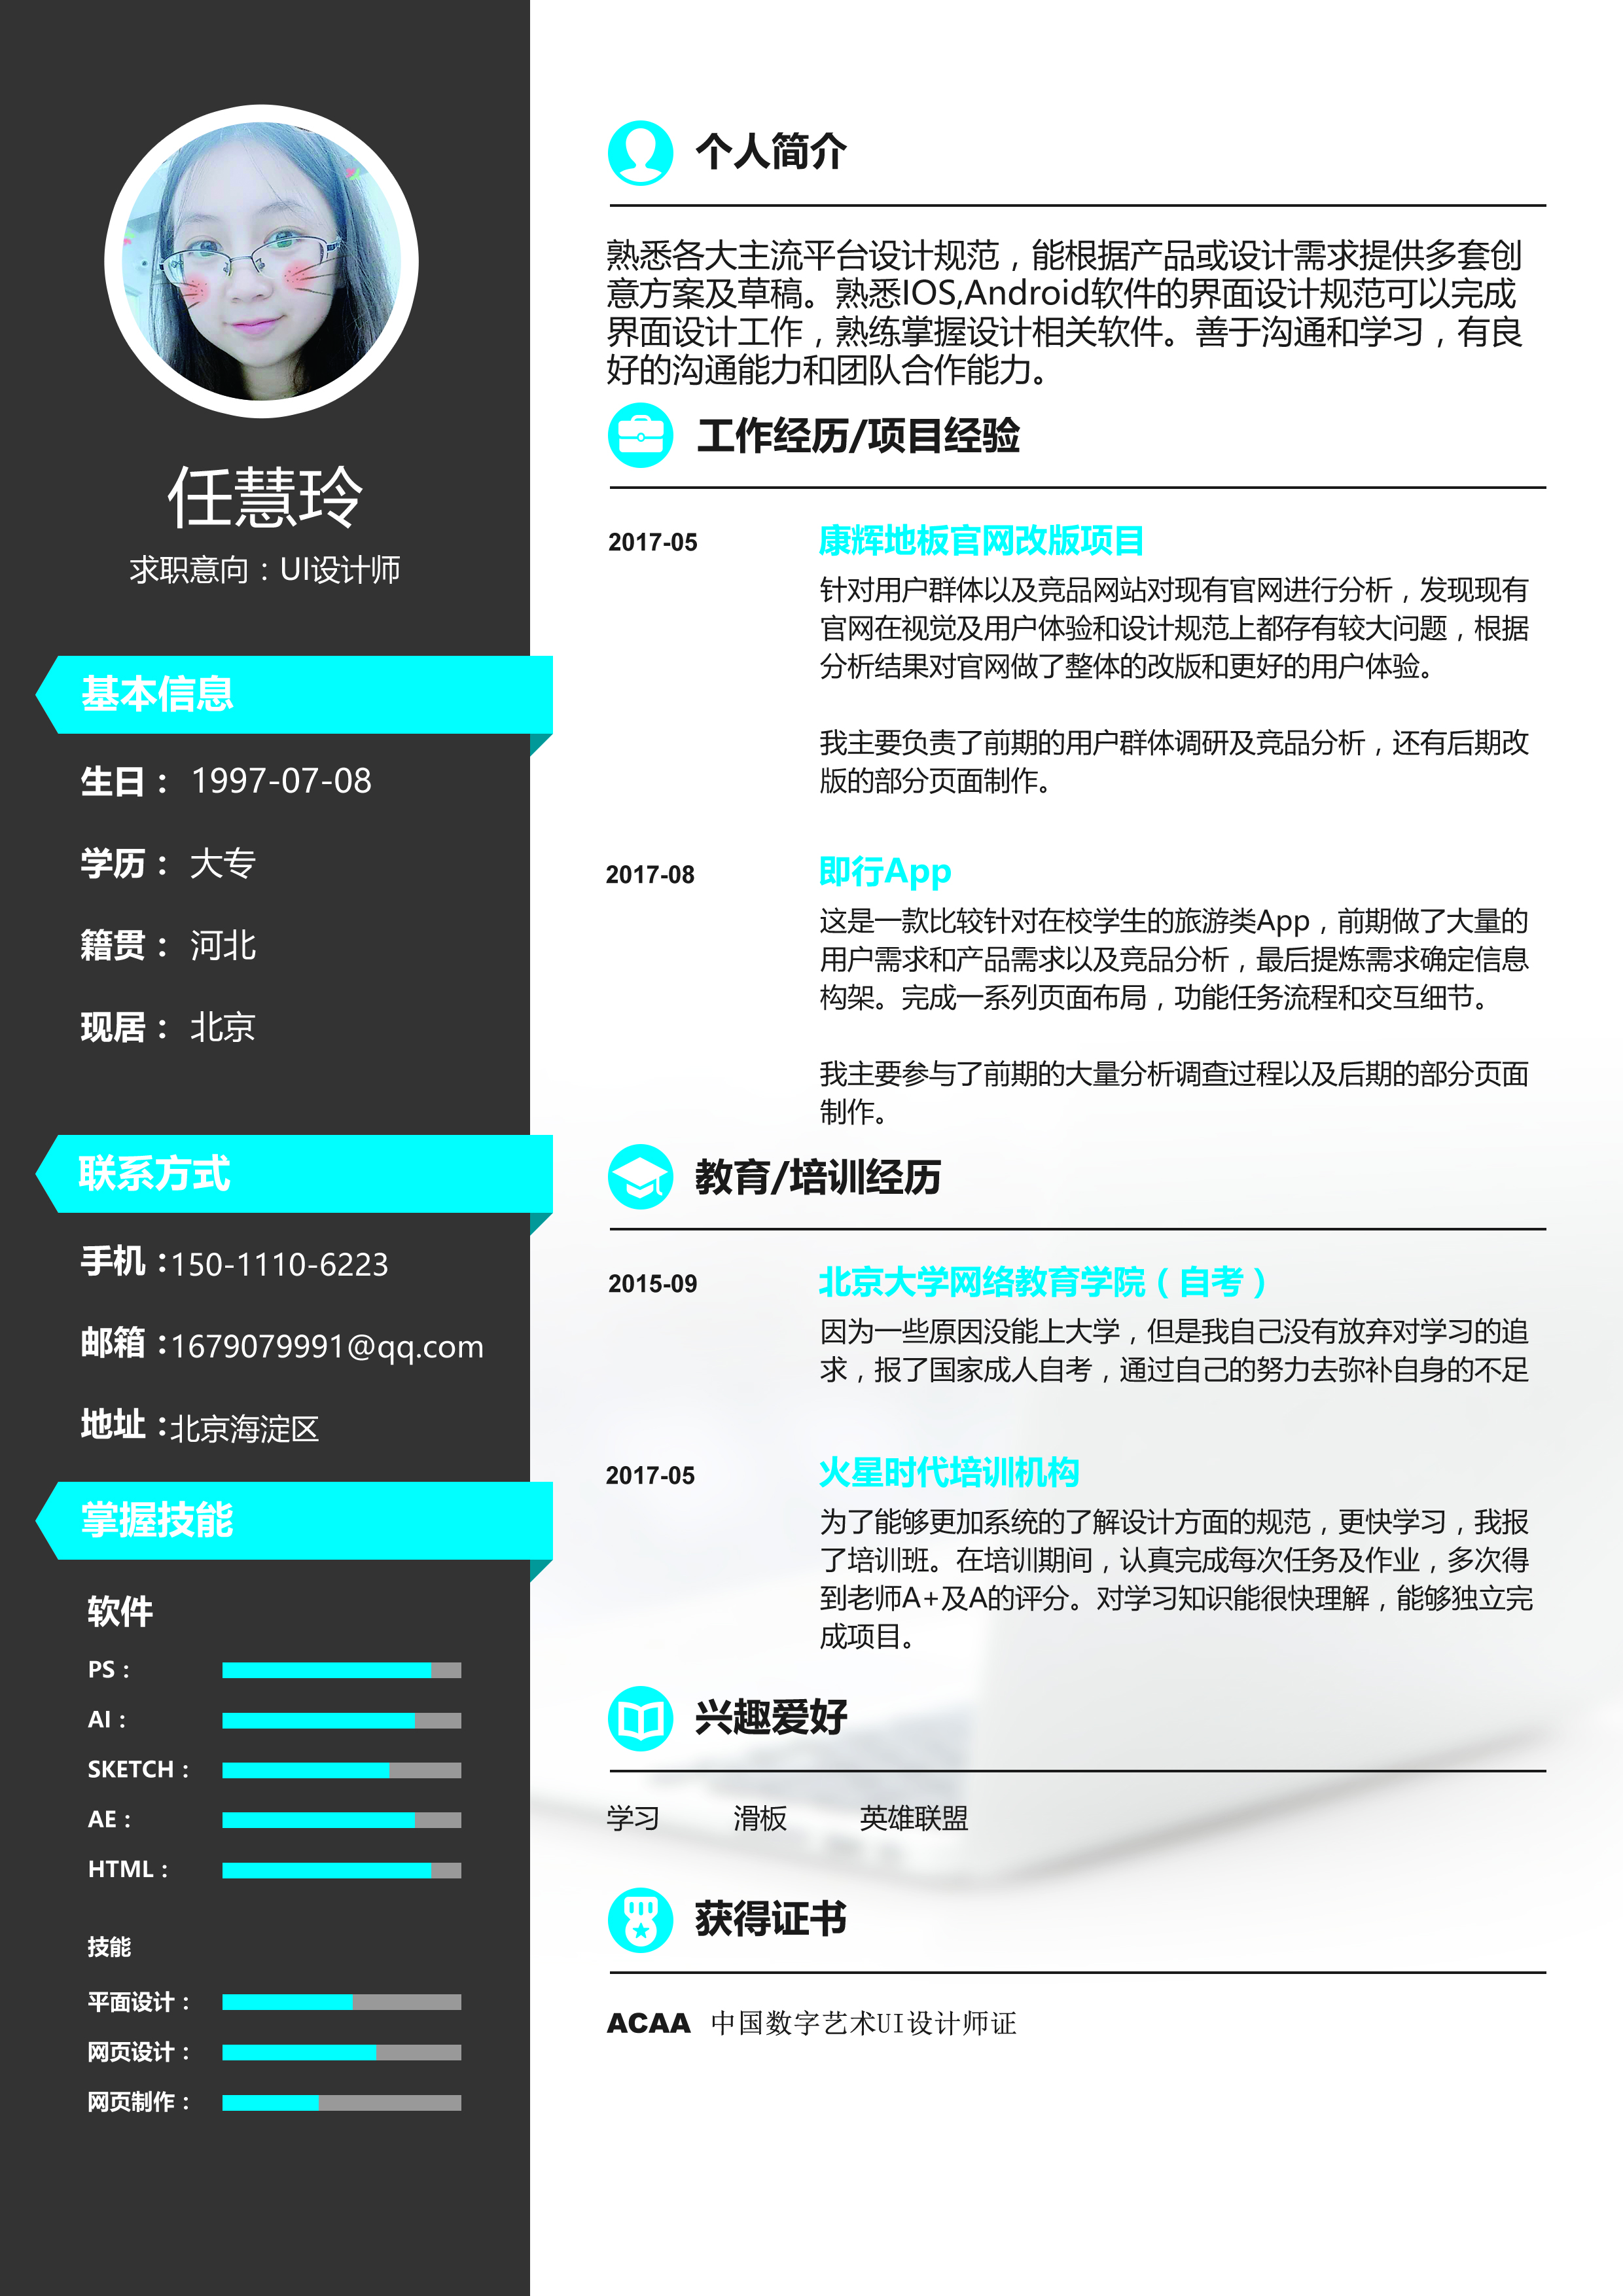 任慧玲
求职意向：UI设计师
基本信息
生日： 1997-07-08
学历： 大专
籍贯： 河北
现居： 北京
联系方式
手机：150-1110-6223
邮箱：1679079991@qq.com
地址：北京海淀区
掌握技能
软件
PS：
AI：
SKETCH：
AE：
HTML：
技能
平面设计：
网页设计：
网页制作：
个人简介
熟悉各大主流平台设计规范，能根据产品或设计需求提供多套创
意方案及草稿。熟悉IOS,Android软件的界面设计规范可以完成
界面设计工作，熟练掌握设计相关软件。善于沟通和学习，有良
好的沟通能力和团队合作能力。
工作经历/项目经验
2017-05 康辉地板官网改版项目
针对用户群体以及竞品网站对现有官网进行分析，发现现有
官网在视觉及用户体验和设计规范上都存有较大问题，根据
分析结果对官网做了整体的改版和更好的用户体验。
我主要负责了前期的用户群体调研及竞品分析，还有后期改
版的部分页面制作。
2017-08 即行App
这是一款比较针对在校学生的旅游类App，前期做了大量的
用户需求和产品需求以及竞品分析，最后提炼需求确定信息
构架。完成一系列页面布局，功能任务流程和交互细节。
我主要参与了前期的大量分析调查过程以及后期的部分页面
制作。
教育/培训经历
2015-09 北京大学网络教育学院（自考）
因为一些原因没能上大学，但是我自己没有放弃对学习的追
求，报了国家成人自考，通过自己的努力去弥补自身的不足
2017-05 火星时代培训机构
为了能够更加系统的了解设计方面的规范，更快学习，我报
了培训班。在培训期间，认真完成每次任务及作业，多次得
到老师A+及A的评分。对学习知识能很快理解，能够独立完
成项目。
兴趣爱好
学习 滑板 英雄联盟
获得证书
ACAA 中国数字艺术UI设计师证